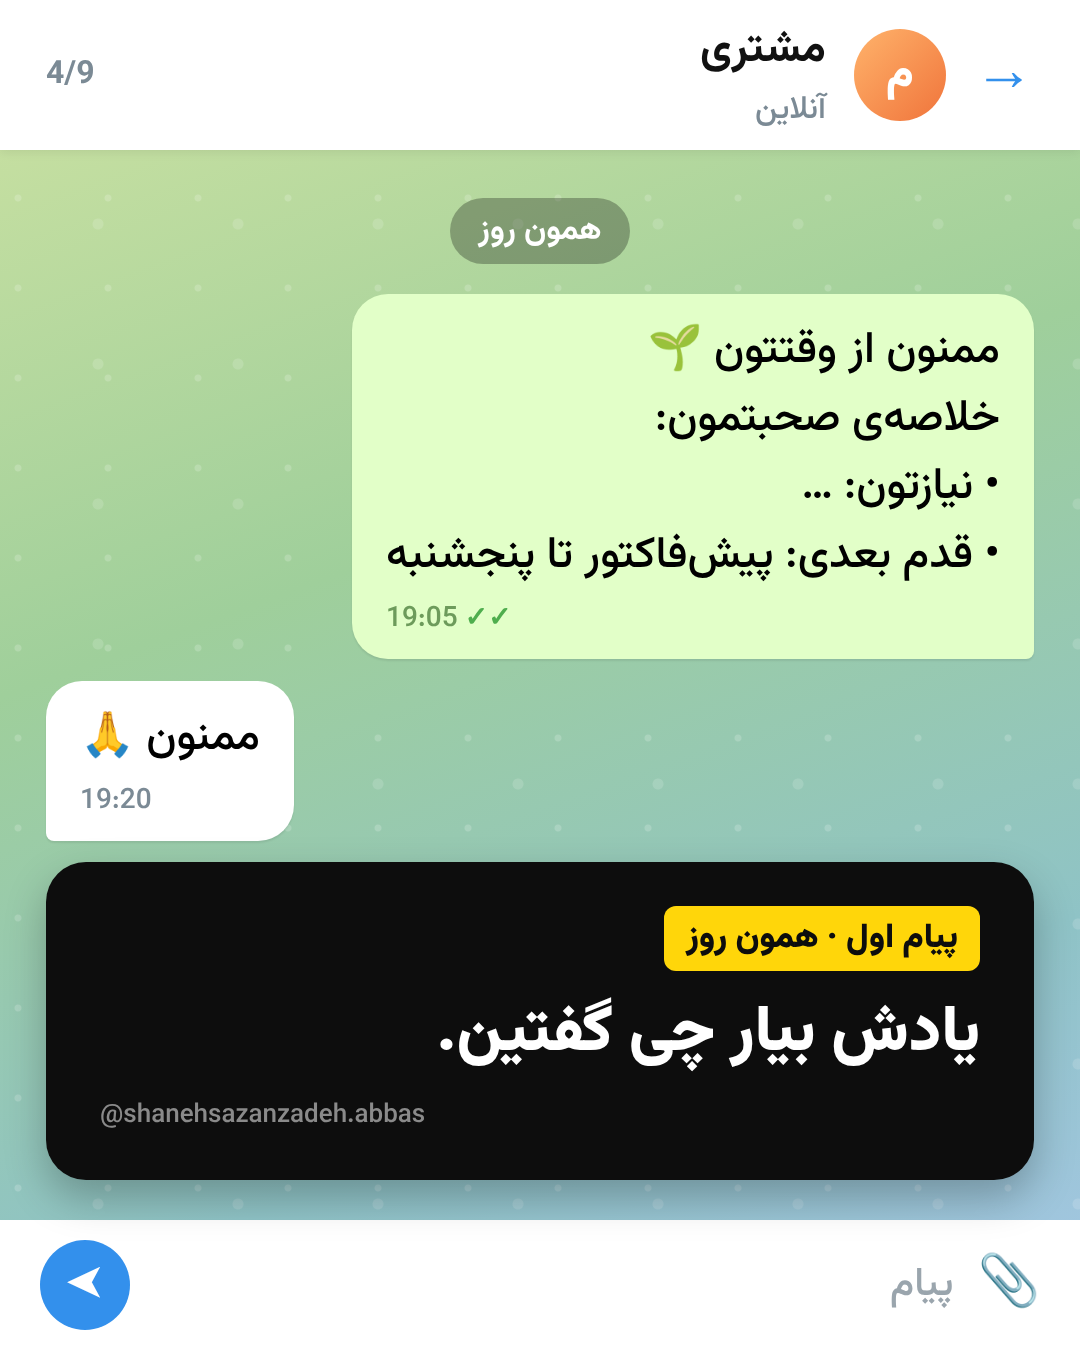 مشتری
آنلاین
4/9
م
→
همون روز
ممنون از وقتتون 🌱
خلاصه‌ی صحبتمون:
• نیازتون: ...
• قدم بعدی: پیش‌فاکتور تا پنجشنبه
19:05 ✓✓
ممنون 🙏
19:20
پیام اول · همون روز
یادش بیار چی گفتین.
@shanehsazanzadeh.abbas
پیام